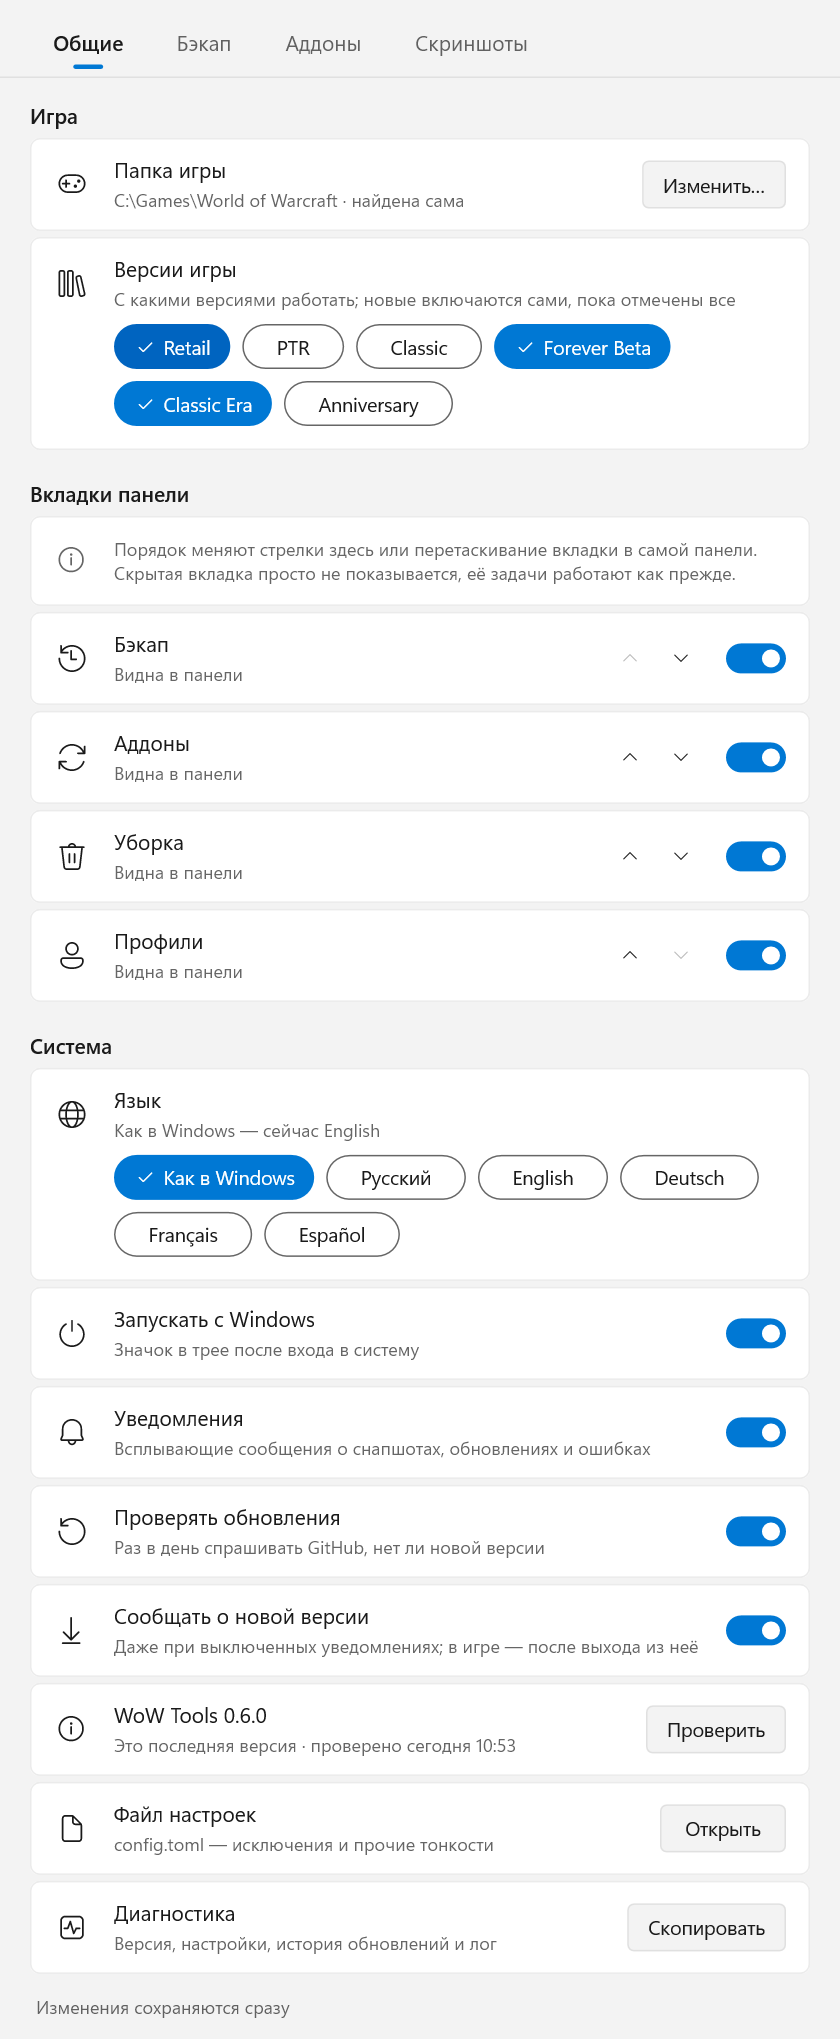 Общие Бэкап Аддоны Скриншоты
Игра
Папка игры
C:\Games\World of Warcraft · найдена сама
Изменить...
Версии игры
С какими версиями работать; новые включаются сами, пока отмечены все
Retail PTR Classic Forever Beta
Classic Era Anniversary
Вкладки панели
Порядок меняют стрелки здесь или перетаскивание вкладки в самой панели.
Скрытая вкладка просто не показывается, её задачи работают как прежде.
Бэкап
Видна в панели
Аддоны
Видна в панели
Уборка
Видна в панели
Профили
Видна в панели
Система
Язык
Как в Windows — сейчас English
Как в Windows Русский English Deutsch
Français Español
Запускать с Windows
Значок в трее после входа в систему
Уведомления
Всплывающие сообщения о снапшотах, обновлениях и ошибках
Проверять обновления
Раз в день спрашивать GitHub, нет ли новой версии
Сообщать о новой версии
Даже при выключенных уведомлениях; в игре — после выхода из неё
WoW Tools 0.6.0
Это последняя версия · проверено сегодня 10:53
Проверить
Файл настроек
config.toml — исключения и прочие тонкости
Открыть
Диагностика
Версия, настройки, история обновлений и лог
Скопировать
Изменения сохраняются сразу